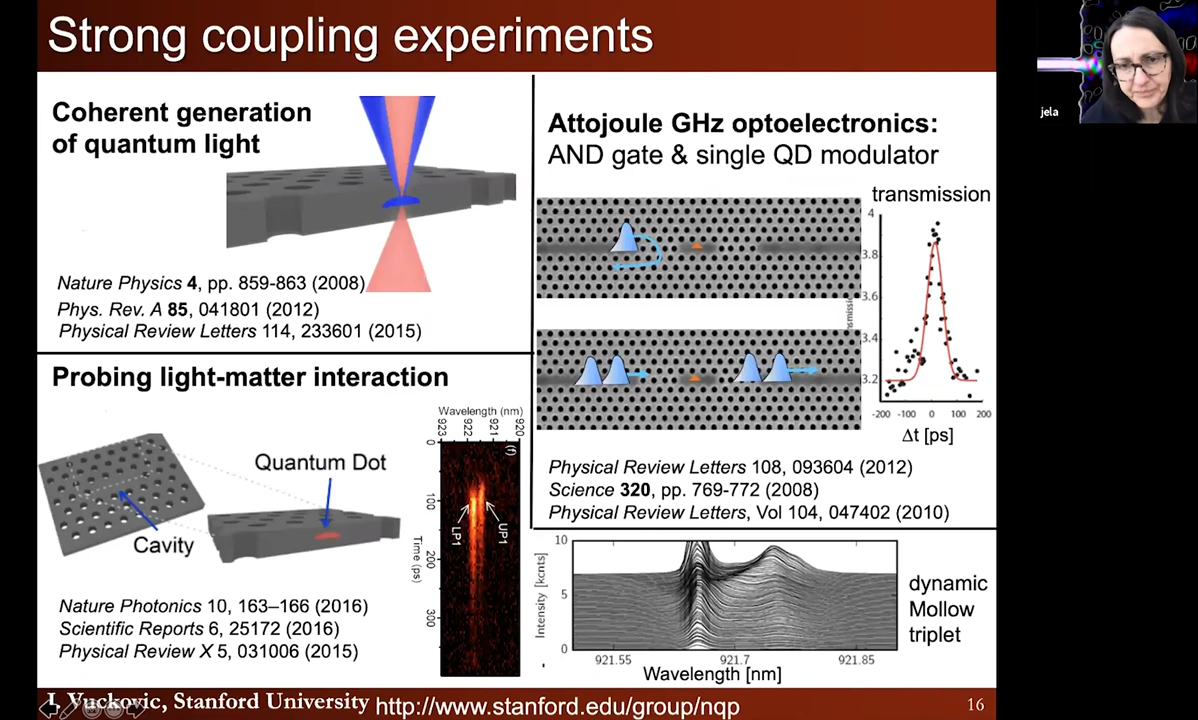 Strong coupling experiments
jela
Coherent generation
of quantum light
Nature Physics 4, pp. 859-863 (2008)
Phys. Rev. A 85, 041801 (2012)
Physical Review Letters 114, 233601 (2015)
Attojoule GHz optoelectronics:
AND gate & single QD modulator
transmission
4
3.8
3.6
3.4
3.2
-200 -100 0 100 200
Δt [ps]
Physical Review Letters 108, 093604 (2012)
Science 320, pp. 769-772 (2008)
Physical Review Letters, Vol 104, 047402 (2010)
Probing light-matter interaction
Cavity
Quantum Dot
Wavelength (nm)
923 922 921 920
(f)
0
100
200
300
Time (ps)
LP1
UP1
Nature Photonics 10, 163–166 (2016)
Scientific Reports 6, 25172 (2016)
Physical Review X 5, 031006 (2015)
Intensity [kcnts]
10
5
0
921.55 921.7 921.85
Wavelength [nm]
dynamic
Mollow
triplet
J. Vuckovic, Stanford University http://www.stanford.edu/group/nqp
16